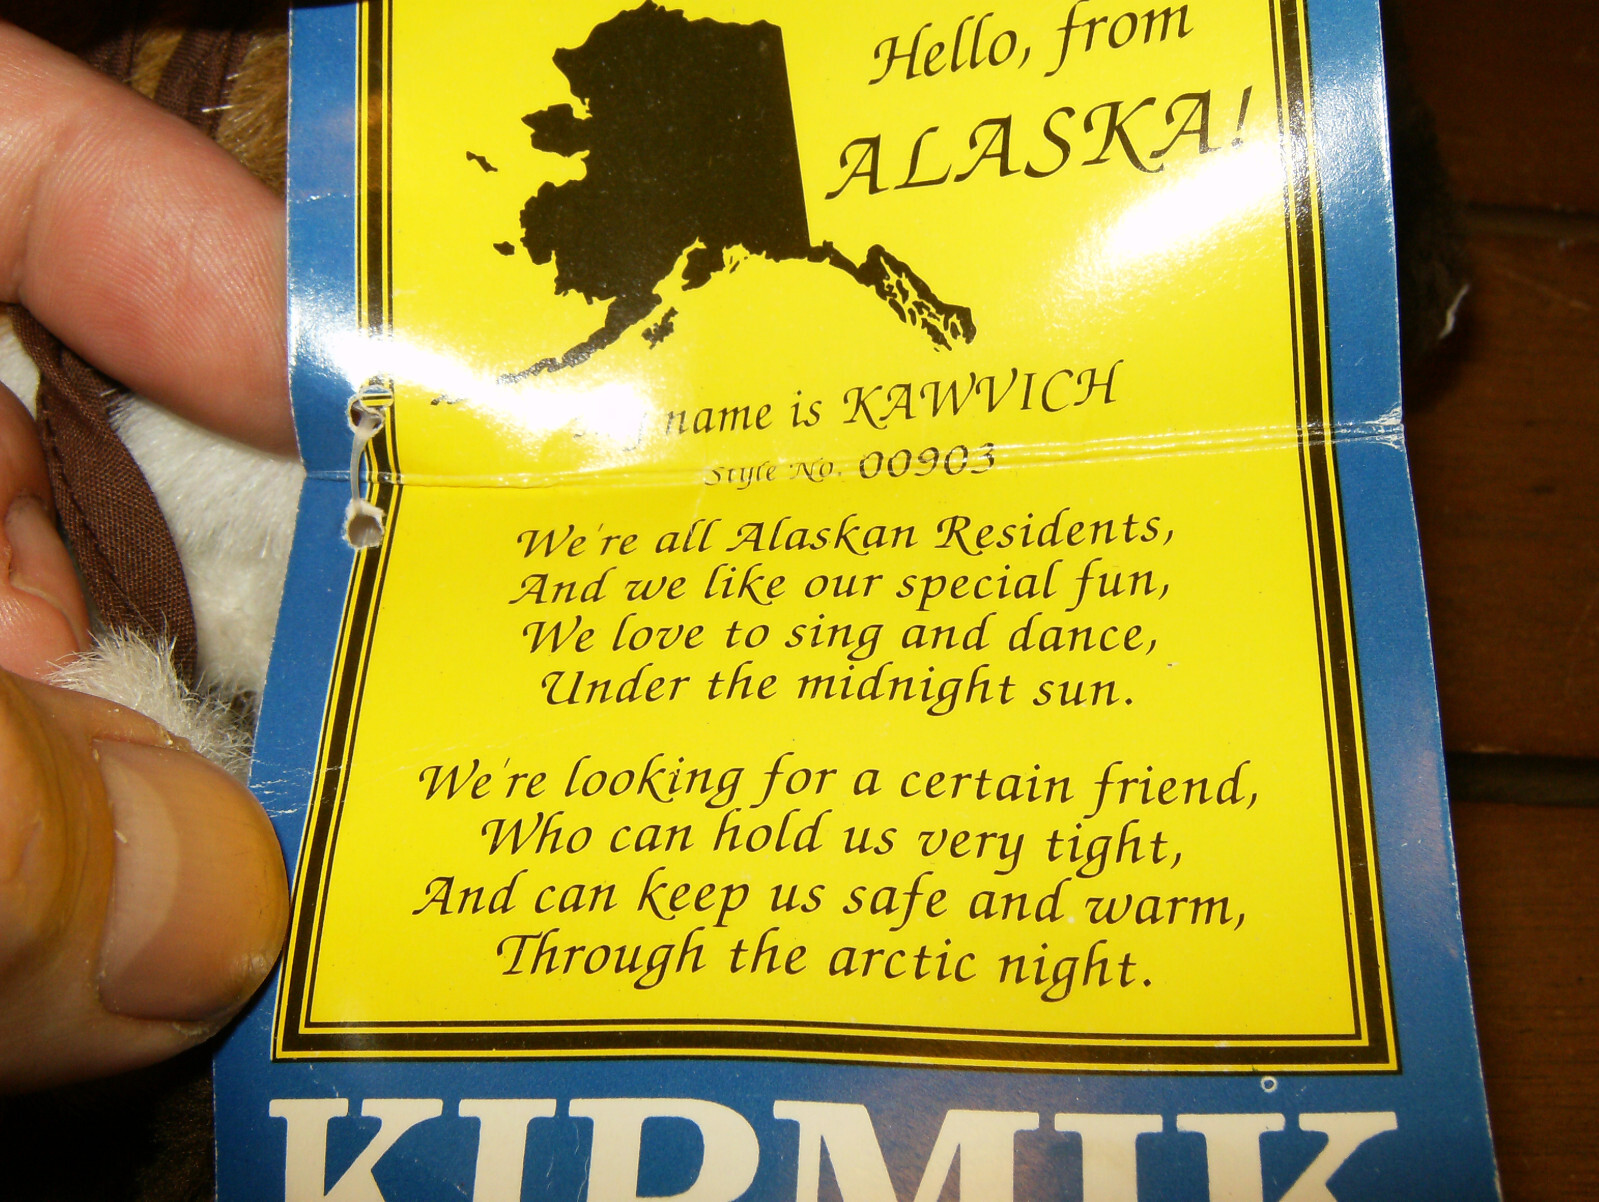 Hello, from
ALASKA!
name is KAWVICH
Style No. 00903
We're all Alaskan Residents,
And we like our special fun,
We love to sing and dance,
Under the midnight sun.
We're looking for a certain friend,
Who can hold us very tight,
And can keep us safe and warm,
Through the arctic night.
KIPMIK